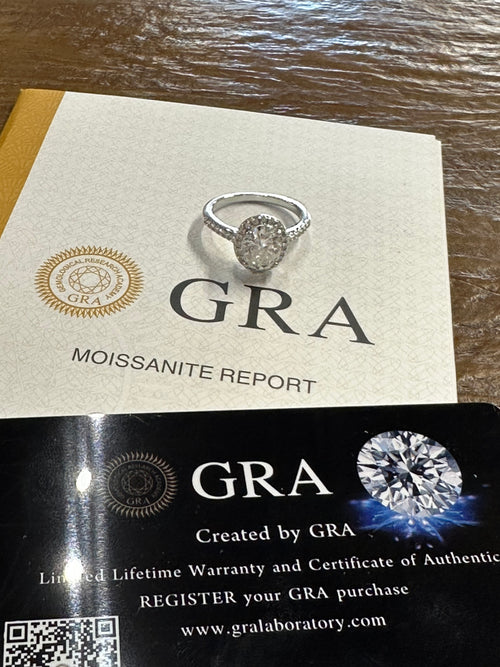 GEMOLOGICAL RESEARCH ACADEMY
GRA
GRA
MOISSANITE REPORT
GRA
GRA
Created by GRA
Limited Lifetime Warranty and Certificate of Authentic
REGISTER your GRA purchase
www.gralaboratory.com